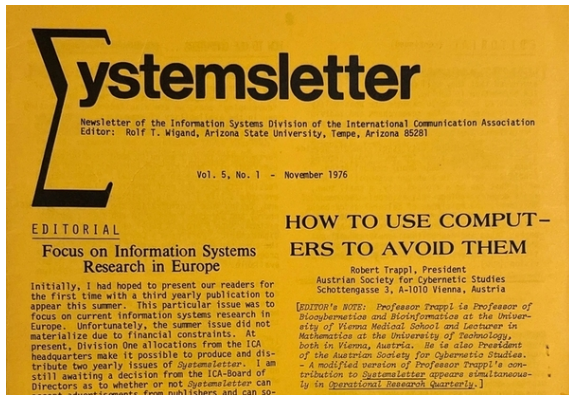 Σystemsletter
Newsletter of the Information Systems Division of the International Communication Association
Editor: Rolf T. Wigand, Arizona State University, Tempe, Arizona 85281
Vol. 5, No. 1 - November 1976
EDITORIAL
Focus on Information Systems
Research in Europe
Initially, I had hoped to present our readers for
the first time with a third yearly publication to
appear this summer. This particular issue was to
focus on current information systems research in
Europe. Unfortunately, the summer issue did not
materialize due to financial constraints. At
present, Division One allocations from the ICA
headquarters make it possible to produce and dis-
tribute two yearly issues of Systemsletter. I am
still awaiting a decision from the ICA-Board of
Directors as to whether or not Systemsletter can
accept advertisements from publishers and can so-
HOW TO USE COMPUT-
ERS TO AVOID THEM
Robert Trappl, President
Austrian Society for Cybernetic Studies
Schottengasse 3, A-1010 Vienna, Austria
[EDITOR'S NOTE: Professor Trappl is Professor of
Biocybernetics and Bioinformatics at the Univer-
sity of Vienna Medical School and Lecturer in
Mathematics at the University of Technology,
both in Vienna, Austria. He is also President
of the Austrian Society for Cybernetic Studies.
- A modified version of Professor Trappl's con-
tribution to Systemsletter appears simultaneous-
ly in Operational Research Quarterly.]